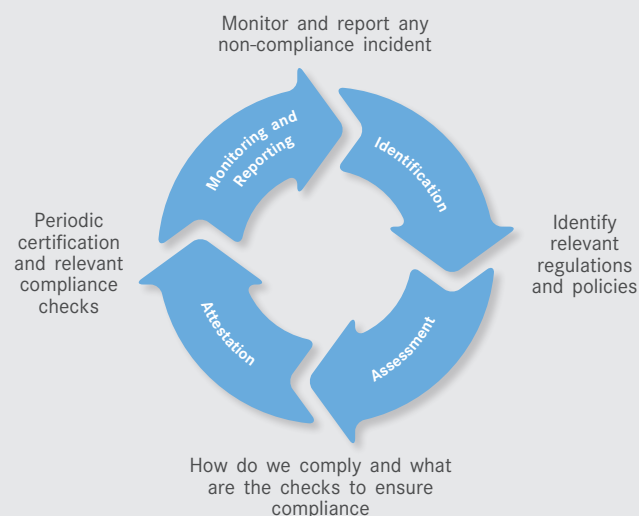 Monitor and report any
non-compliance incident
Monitoring and
Reporting
Identification
Periodic
certification
and relevant
compliance
checks
Identify
relevant
regulations
and policies
Attestation
Assessment
How do we comply and what
are the checks to ensure
compliance